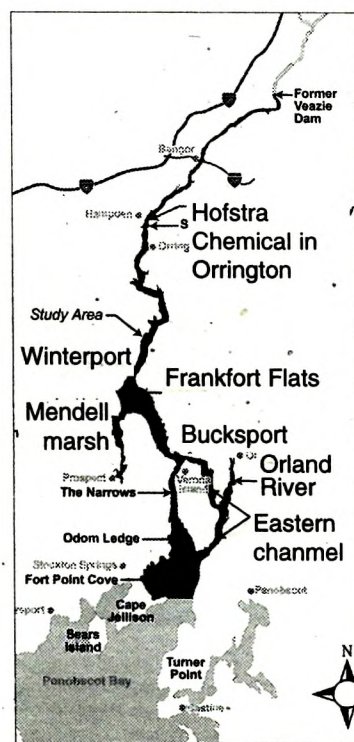 Former
Veazie
Dam
Bangor
Hampden
Hofstra
S
Orring
Chemical in
Orrington
Study Area
Winterport
Frankfort Flats
Mendell
marsh
Bucksport
Orland
River
Prospect
Verona
Island
The Narrows
Eastern
channel
Odom Ledge
Stockton Springs
Fort Point Cove
Penobscot
Cape
Jellison
Sears
Island
Turner
Point
Penobscot Bay
Castine
N